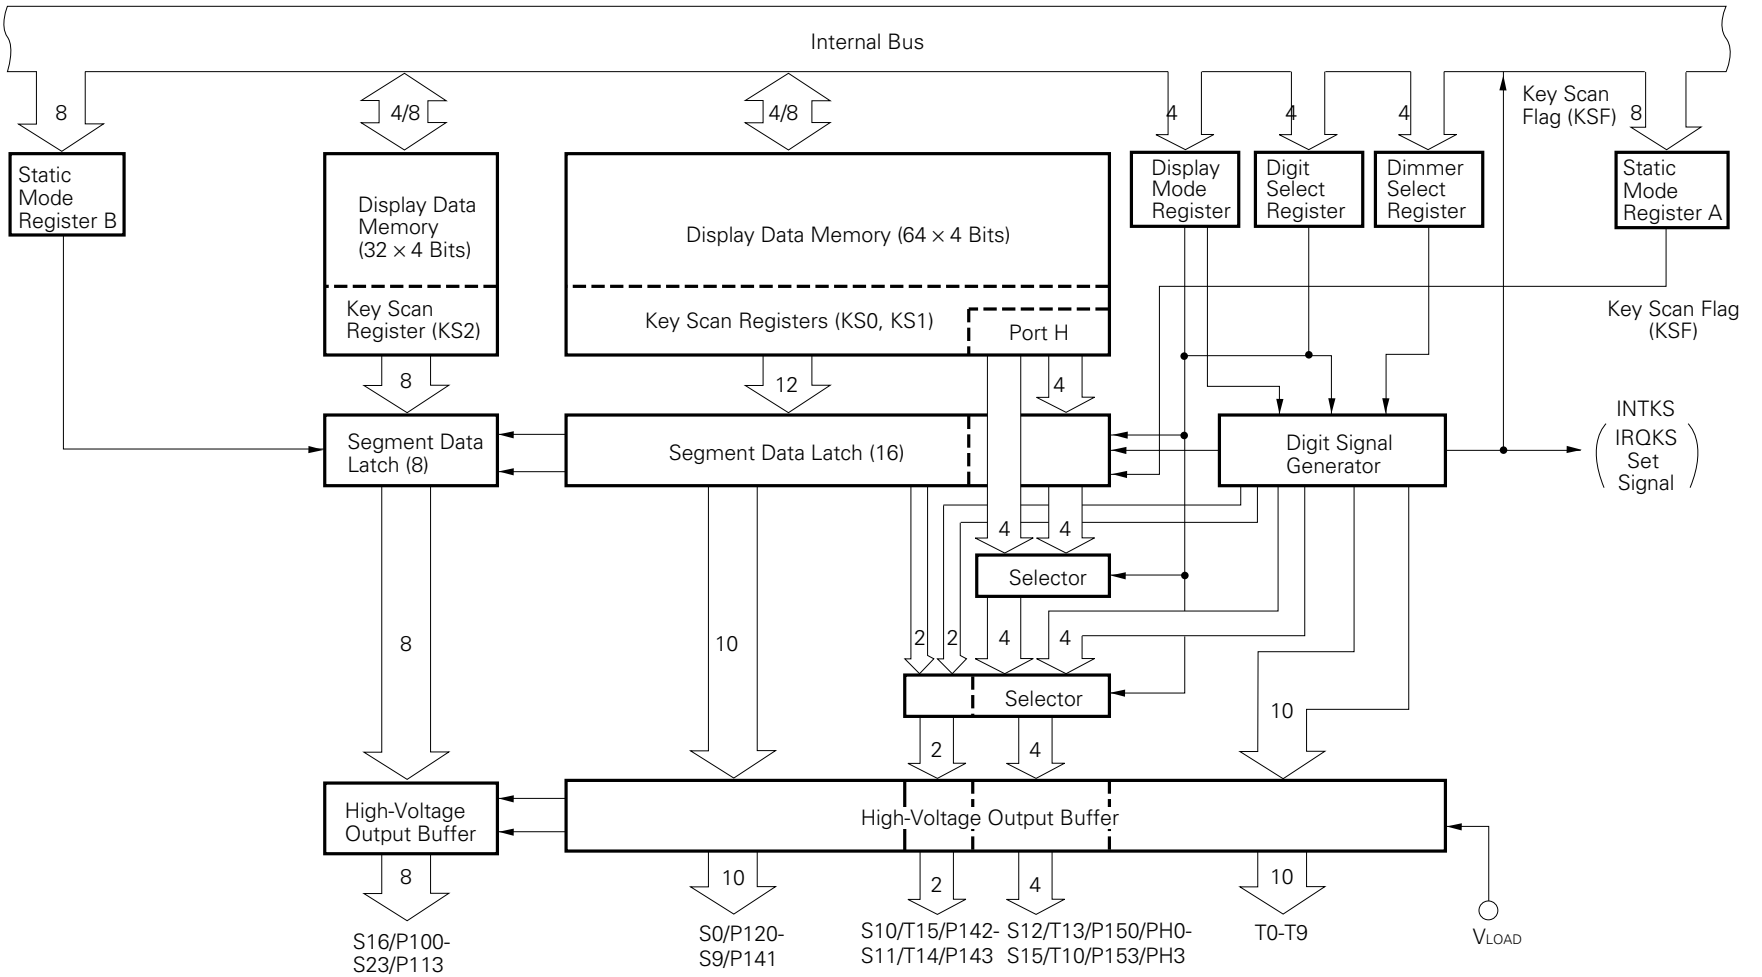 Internal Bus
8
4/8
4/8
4
4
4
Key Scan
Flag (KSF)
8
Static
Mode
Register B
Display Data
Memory
(32 × 4 Bits)
Display Data Memory (64 × 4 Bits)
Display
Mode
Register
Digit
Select
Register
Dimmer
Select
Register
Static
Mode
Register A
Key Scan
Register (KS2)
Key Scan Registers (KS0, KS1)
Port H
Key Scan Flag
(KSF)
8
12
4
Segment Data
Latch (8)
Segment Data Latch (16)
Digit Signal
Generator
INTKS
( IRQKS
Set
Signal )
4
4
Selector
8
10
2
2
4
4
Selector
10
2
4
High-Voltage
Output Buffer
High-Voltage Output Buffer
8
10
2
4
10
S16/P100-
S23/P113
S0/P120-
S9/P141
S10/T15/P142-
S11/T14/P143
S12/T13/P150/PH0-
S15/T10/P153/PH3
T0-T9
VLOAD